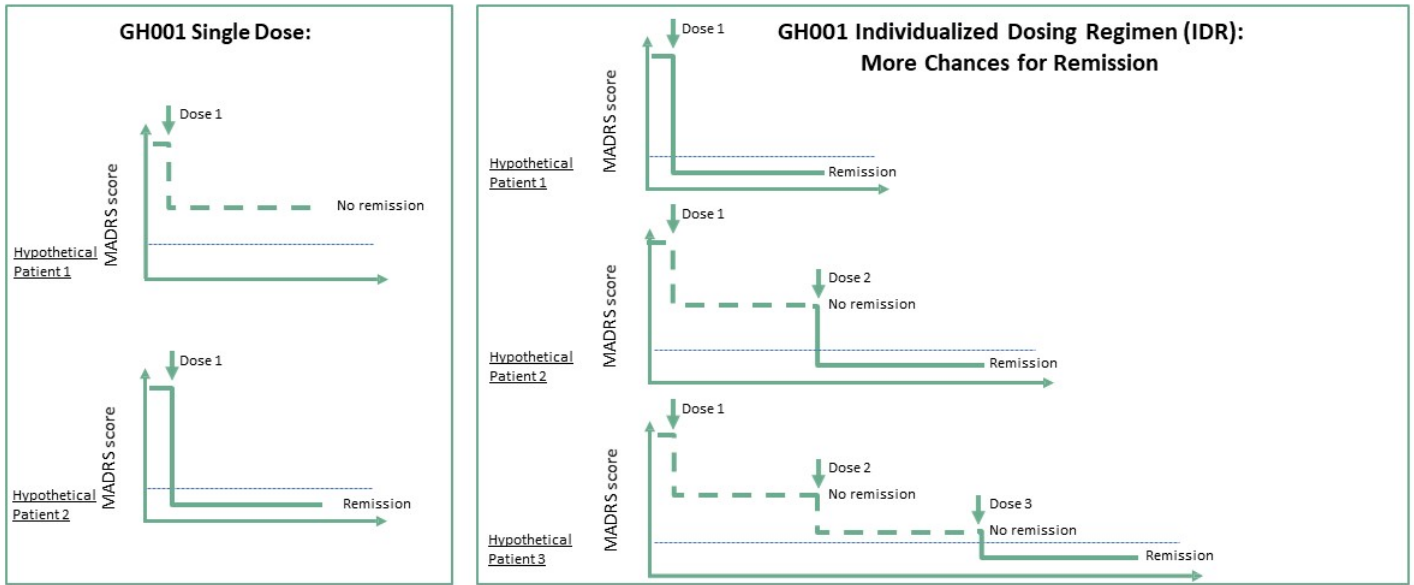 GH001 Single Dose:
Dose 1
MADRS score
No remission
Hypothetical
Patient 1
Dose 1
MADRS score
Hypothetical
Patient 2
Remission
GH001 Individualized Dosing Regimen (IDR):
More Chances for Remission
Dose 1
MADRS score
Hypothetical
Patient 1
Remission
Dose 1
MADRS score
Dose 2
No remission
Hypothetical
Patient 2
Remission
Dose 1
MADRS score
Dose 2
No remission
Dose 3
No remission
Hypothetical
Patient 3
Remission